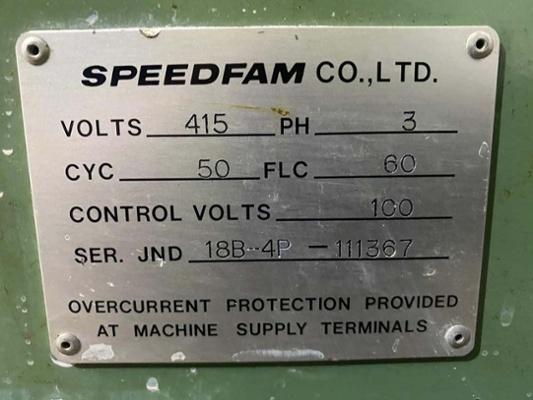 SPEEDFAM CO.,LTD.
VOLTS 415 PH 3
CYC 50 FLC 60
CONTROL VOLTS 100
SER. JND 18B-4P - 111367
OVERCURRENT PROTECTION PROVIDED
AT MACHINE SUPPLY TERMINALS